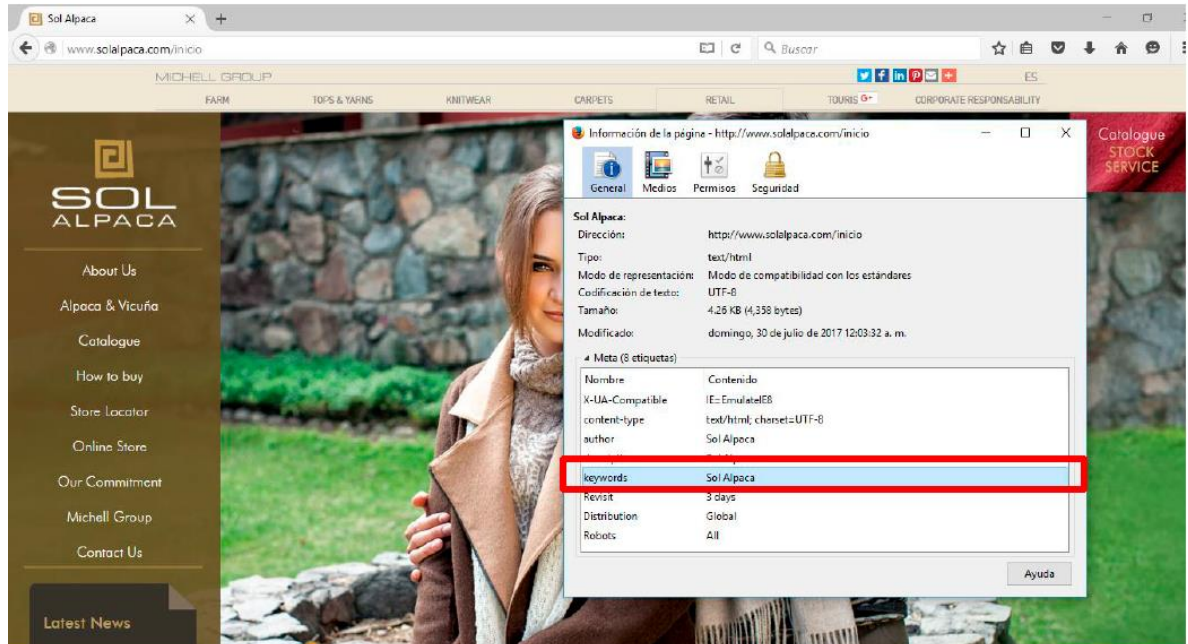 Sol Alpaca
www.solalpaca.com/inicio
Buscar
MICHELL GROUP
ES
FARM TOPS & YARNS KNITWEAR CARPETS RETAIL TOURIS G+ CORPORATE RESPONSABILITY
SOL
ALPACA
About Us
Alpaca & Vicuña
Catalogue
How to buy
Store Locator
Online Store
Our Commitment
Michell Group
Contact Us
Latest News
Catalogue
STOCK
SERVICE
Información de la página - http://www.solalpaca.com/inicio
General Medios Permisos Seguridad
Sol Alpaca:
Dirección: http://www.solalpaca.com/inicio
Tipo: text/html
Modo de representación: Modo de compatibilidad con los estándares
Codificación de texto: UTF-8
Tamaño: 4.26 KB (4,358 bytes)
Modificado: domingo, 30 de julio de 2017 12:03:32 a. m.
Meta (8 etiquetas)
Nombre Contenido
X-UA-Compatible IE=EmulateIE8
content-type text/html; charset=UTF-8
author Sol Alpaca
keywords Sol Alpaca
Revisit 3 days
Distribution Global
Robots All
Ayuda